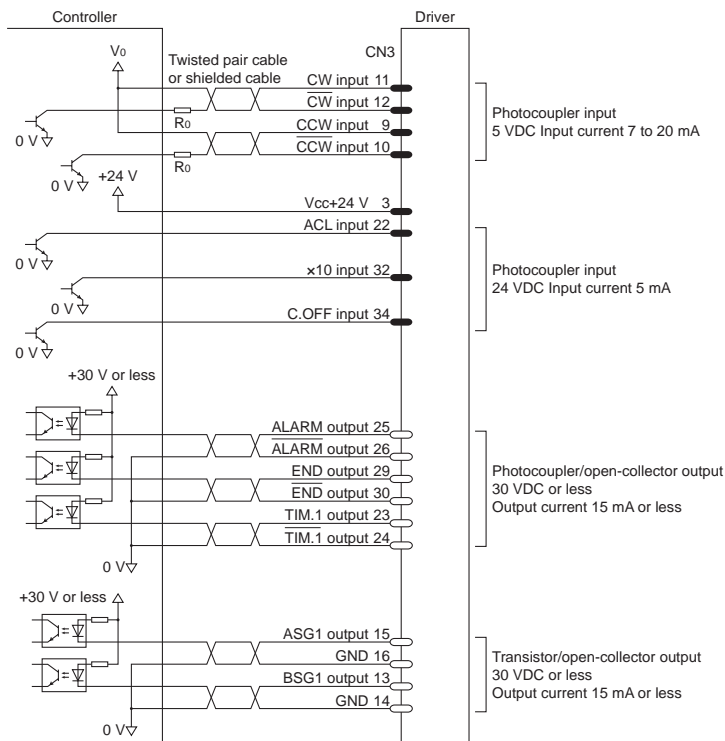 Controller
Driver
CN3
V0
Twisted pair cable
or shielded cable
CW input 11
CW input 12
R0
0 V
CCW input 9
CCW input 10
R0
0 V
Photocoupler input
5 VDC Input current 7 to 20 mA
+24 V
Vcc+24 V 3
ACL input 22
0 V
×10 input 32
0 V
C.OFF input 34
0 V
Photocoupler input
24 VDC Input current 5 mA
+30 V or less
ALARM output 25
ALARM output 26
END output 29
END output 30
TIM.1 output 23
TIM.1 output 24
0 V
Photocoupler/open-collector output
30 VDC or less
Output current 15 mA or less
+30 V or less
ASG1 output 15
GND 16
BSG1 output 13
GND 14
0 V
Transistor/open-collector output
30 VDC or less
Output current 15 mA or less